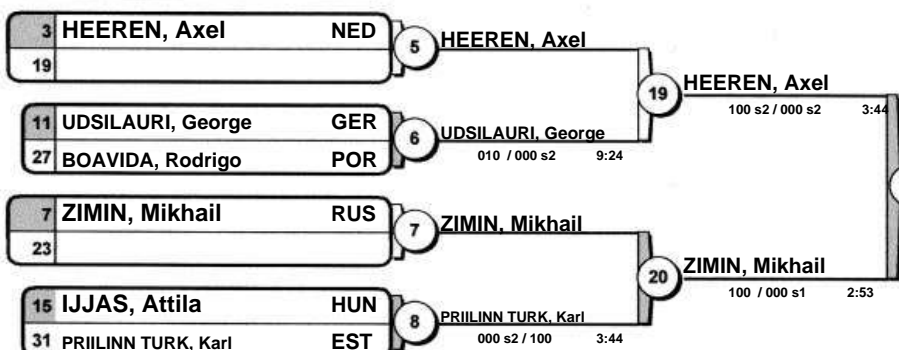 3 HEEREN, Axel NED
19
5 HEEREN, Axel
11 UDSILAURI, George GER
27 BOAVIDA, Rodrigo POR
6 UDSILAURI, George
010 / 000 s2 9:24
19 HEEREN, Axel
100 s2 / 000 s2 3:44
7 ZIMIN, Mikhail RUS
23
7 ZIMIN, Mikhail
15 IJJAS, Attila HUN
31 PRIILINN TURK, Karl EST
8 PRIILINN TURK, Karl
000 s2 / 100 3:44
20 ZIMIN, Mikhail
100 / 000 s1 2:53